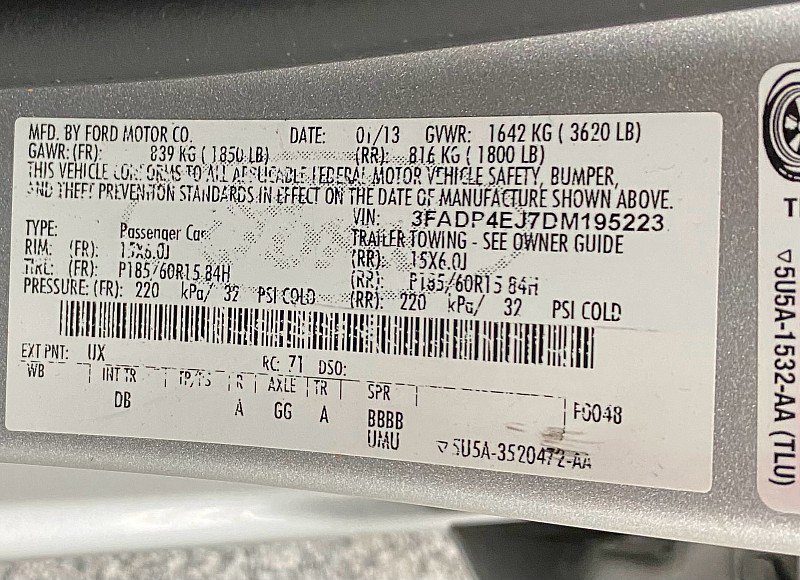 MFD. BY FORD MOTOR CO. DATE: 01/13 GVWR: 1642 KG ( 3620 LB)
GAWR: (FR): 839 KG ( 1850 LB) (RR): 816 KG ( 1800 LB)
THIS VEHICLE CONFORMS TO ALL APPLICABLE FEDERAL MOTOR VEHICLE SAFETY, BUMPER,
AND THEFT PREVENTION STANDARDS IN EFFECT ON THE DATE OF MANUFACTURE SHOWN ABOVE.
VIN: 3FADP4EJ7DM195223
TYPE: Passenger Car TRAILER TOWING - SEE OWNER GUIDE
RIM: (FR): 15X6.0J (RR): 15X6.0J
TIRE: (FR): P185/60R15 84H (RR): P185/60R15 84H
PRESSURE: (FR): 220 kPa/ 32 PSI COLD (RR): 220 kPa/ 32 PSI COLD
EXT PNT: UX RC: 71 DSO:
WB INT TR TP/PS R AXLE TR SPR F0048
DB A GG A BBBB
UMU ▽5U5A-3520472-AA
▽5U5A-1532-AA (TLU)